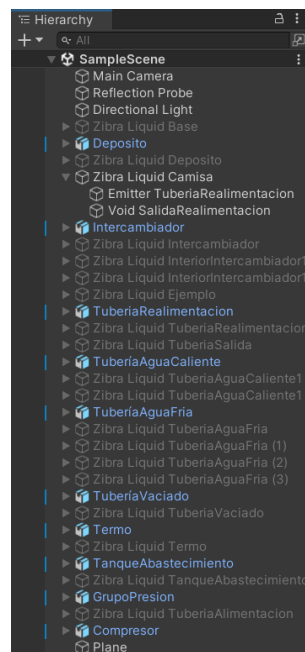 Hierarchy
All
SampleScene
Main Camera
Reflection Probe
Directional Light
Zibra Liquid Base
Deposito
Zibra Liquid Deposito
Zibra Liquid Camisa
Emitter TuberiaRealimentacion
Void SalidaRealimentacion
Intercambiador
Zibra Liquid Intercambiador
Zibra Liquid InteriorIntercambiador1
Zibra Liquid InteriorIntercambiador1
Zibra Liquid Ejemplo
TuberiaRealimentacion
Zibra Liquid TuberiaRealimentacion
Zibra Liquid TuberiaSalida
TuberíaAguaCaliente
Zibra Liquid TuberiaAguaCaliente1
Zibra Liquid TuberiaAguaCaliente1
TuberíaAguaFria
Zibra Liquid TuberiaAguaFria
Zibra Liquid TuberiaAguaFria (1)
Zibra Liquid TuberiaAguaFria (2)
Zibra Liquid TuberiaAguaFria (3)
TuberíaVaciado
Zibra Liquid TuberiaVaciado
Termo
Zibra Liquid Termo
TanqueAbastecimiento
Zibra Liquid TanqueAbastecimiento
GrupoPresion
Zibra Liquid TuberiaAlimentacion
Compresor
Plane